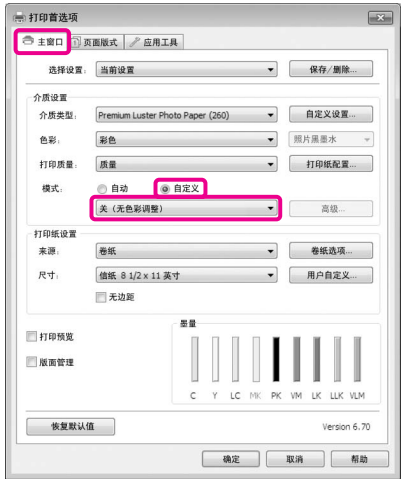 打印首选项
主窗口 页面版式 应用工具
选择设置: 当前设置 保存/删除...
介质设置
介质类型: Premium Luster Photo Paper (260) 自定义设置...
色彩: 彩色 照片黑墨水
打印质量: 质量 打印纸配置...
模式: 自动 自定义
关（无色彩调整） 高级...
打印纸设置
来源: 卷纸 卷纸选项...
尺寸: 信纸 8 1/2 x 11 英寸 用户自定义...
无边距
打印预览
版面管理
墨量
C Y LC MK PK VM LK LLK VLM
恢复默认值 Version 6.70
确定 取消 帮助